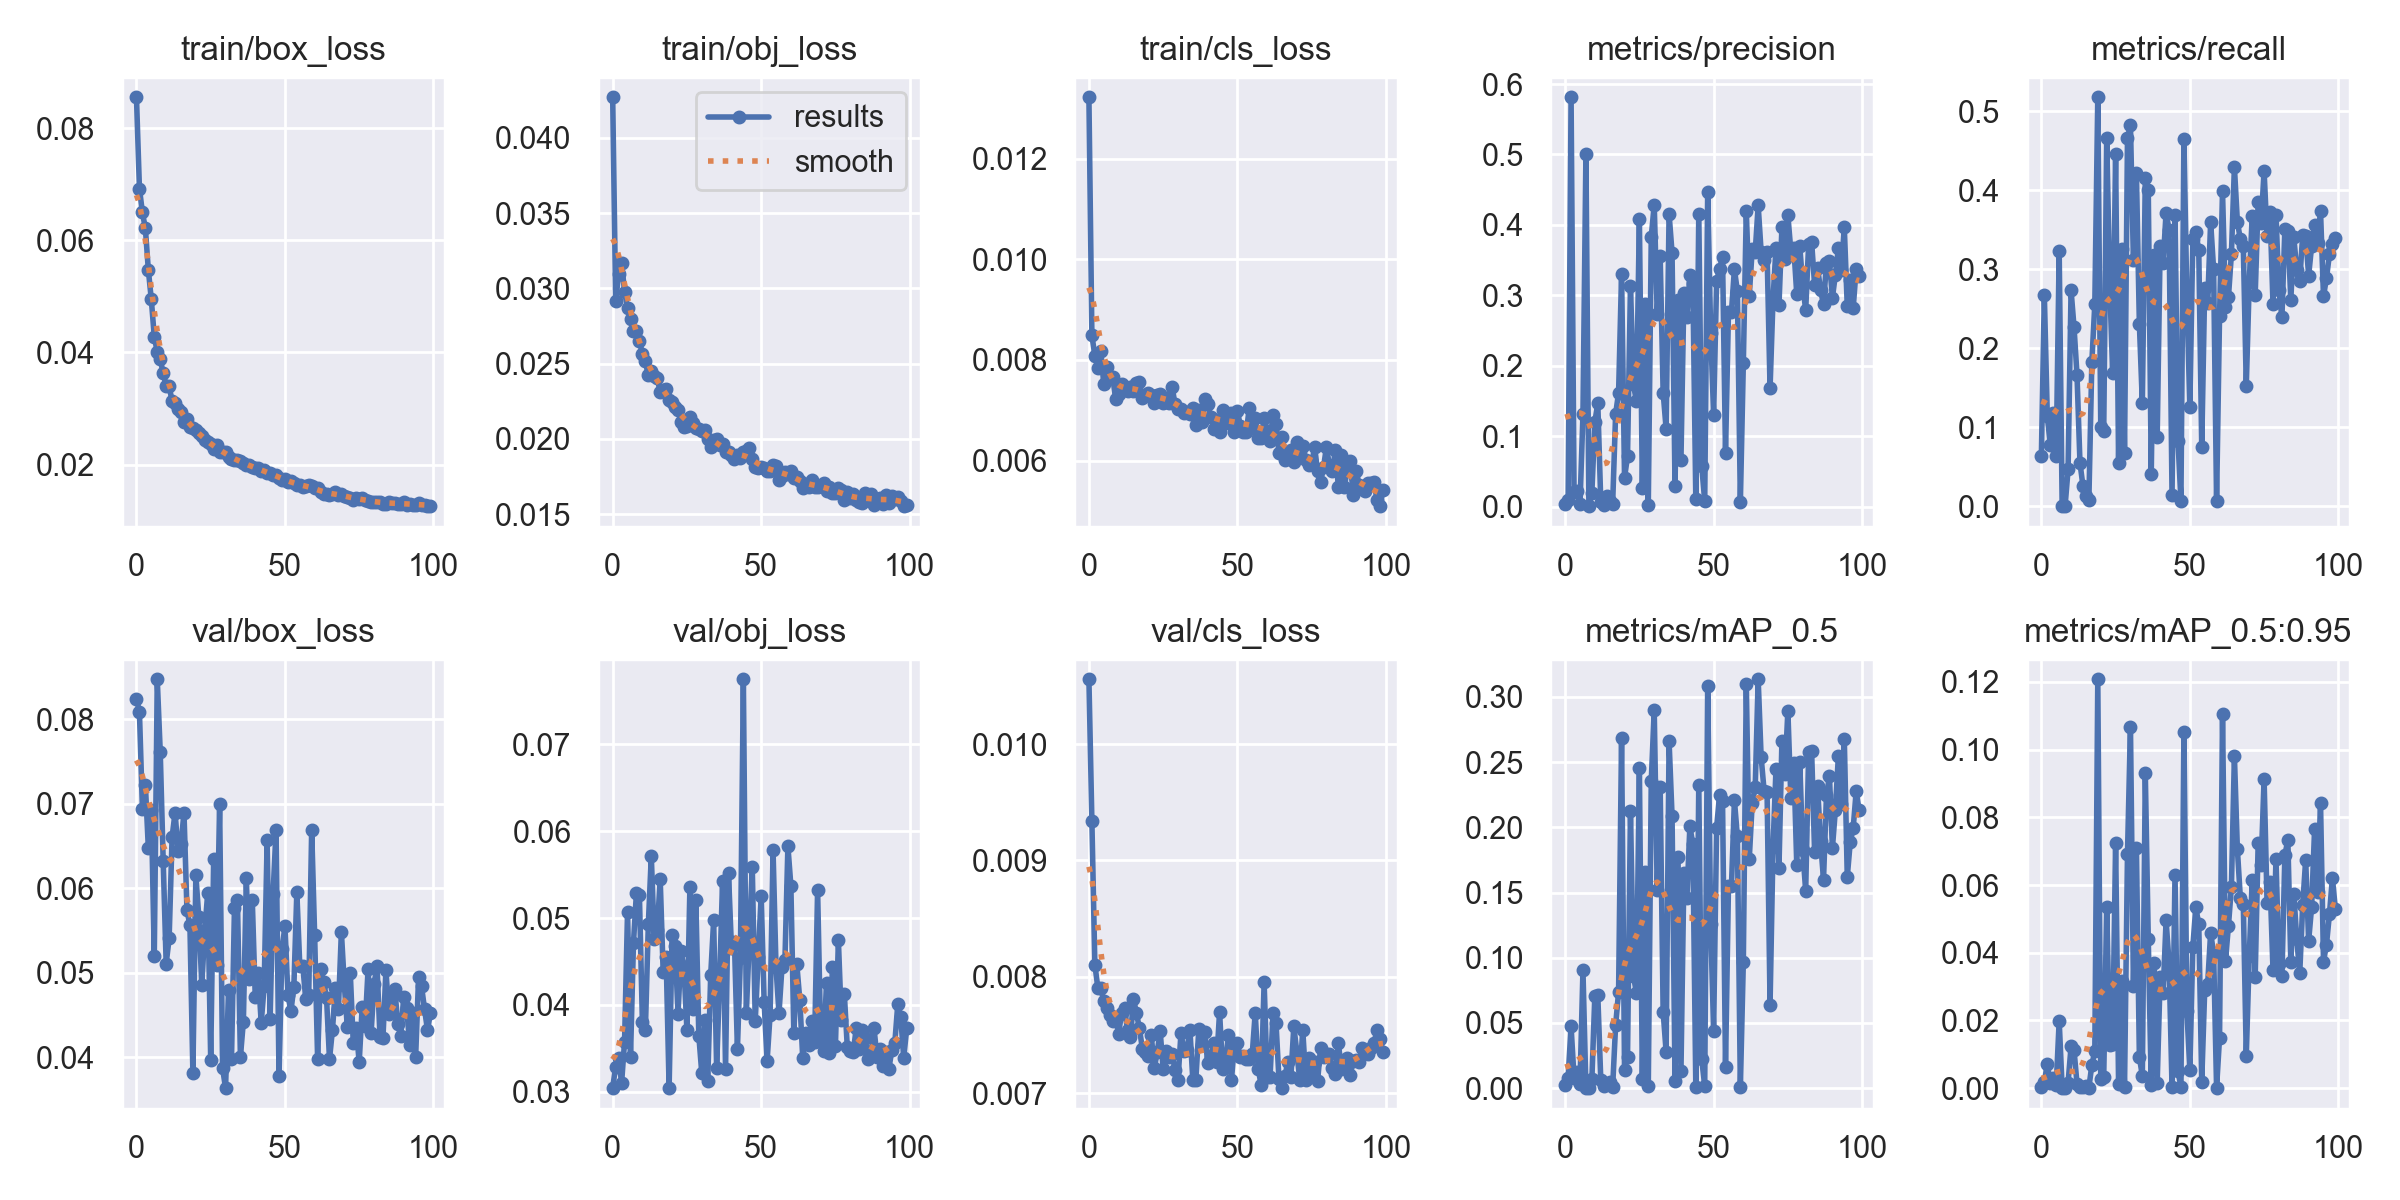 train/box_loss
0.08
0.06
0.04
0.02
0 50 100
train/obj_loss
results
smooth
0.040
0.035
0.030
0.025
0.020
0.015
0 50 100
train/cls_loss
0.012
0.010
0.008
0.006
0 50 100
metrics/precision
0.6
0.5
0.4
0.3
0.2
0.1
0.0
0 50 100
metrics/recall
0.5
0.4
0.3
0.2
0.1
0.0
0 50 100
val/box_loss
0.08
0.07
0.06
0.05
0.04
0 50 100
val/obj_loss
0.07
0.06
0.05
0.04
0.03
0 50 100
val/cls_loss
0.010
0.009
0.008
0.007
0 50 100
metrics/mAP_0.5
0.30
0.25
0.20
0.15
0.10
0.05
0.00
0 50 100
metrics/mAP_0.5:0.95
0.12
0.10
0.08
0.06
0.04
0.02
0.00
0 50 100